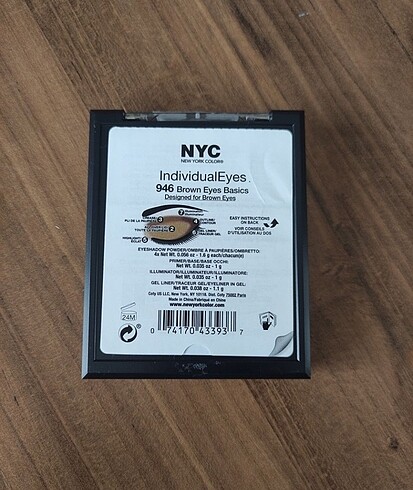 NYC
NEW YORK COLOR®
IndividualEyes.
946 Brown Eyes Basics
Designed for Brown Eyes
EASY INSTRUCTIONS
ON BACK
VOIR CONSEILS
D'UTILISATION AU DOS
EYESHADOW POWDER/OMBRE À PAUPIÈRES/OMBRETTO:
4x Net Wt. 0.056 oz - 1.6 g each/chacun(e)
PRIMER/BASE/BASE OCCHI:
Net Wt. 0.035 oz - 1 g
ILLUMINATOR/ILLUMINATEUR/ILLUMINATORE:
Net Wt. 0.035 oz - 1 g
GEL LINER/TRACEUR GEL/EYELINER IN GEL:
Net Wt. 0.038 oz - 1.1 g
Coty US LLC, New York, NY 10118. Dist. Coty 75002 Paris
Made in China/Fabriqué en Chine
www.newyorkcolor.com
24M
0 74170 43393 7